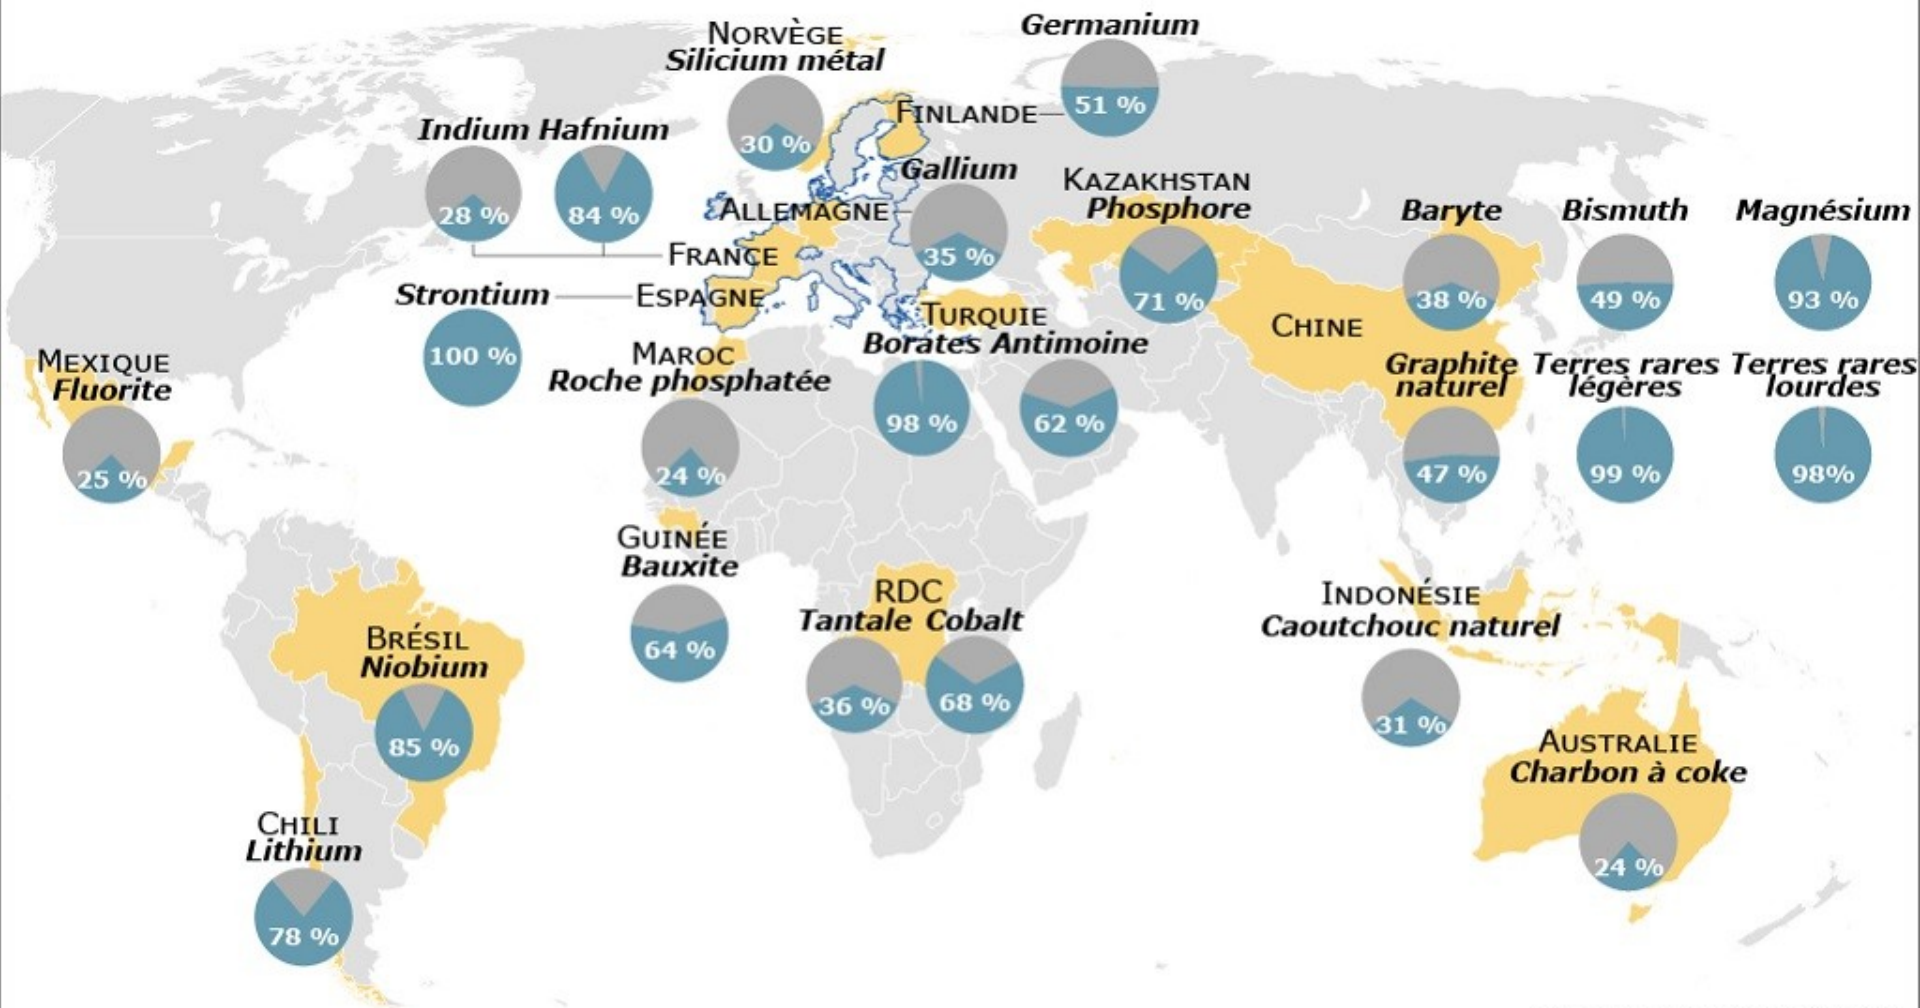 NORVÈGE
Silicium métal
30 %
Germanium
FINLANDE
51 %
Indium Hafnium
28 %
84 %
FRANCE
Gallium
ALLEMAGNE
35 %
KAZAKHSTAN
Phosphore
71 %
Baryte
38 %
Bismuth
49 %
Magnésium
93 %
Strontium
ESPAGNE
100 %
TURQUIE
Borates Antimoine
98 %
62 %
CHINE
Graphite
naturel
47 %
Terres rares
légères
99 %
Terres rares
lourdes
98%
MEXIQUE
Fluorite
25 %
MAROC
Roche phosphatée
24 %
GUINÉE
Bauxite
64 %
RDC
Tantale Cobalt
36 %
68 %
INDONÉSIE
Caoutchouc naturel
31 %
BRÉSIL
Niobium
85 %
AUSTRALIE
Charbon à coke
24 %
CHILI
Lithium
78 %